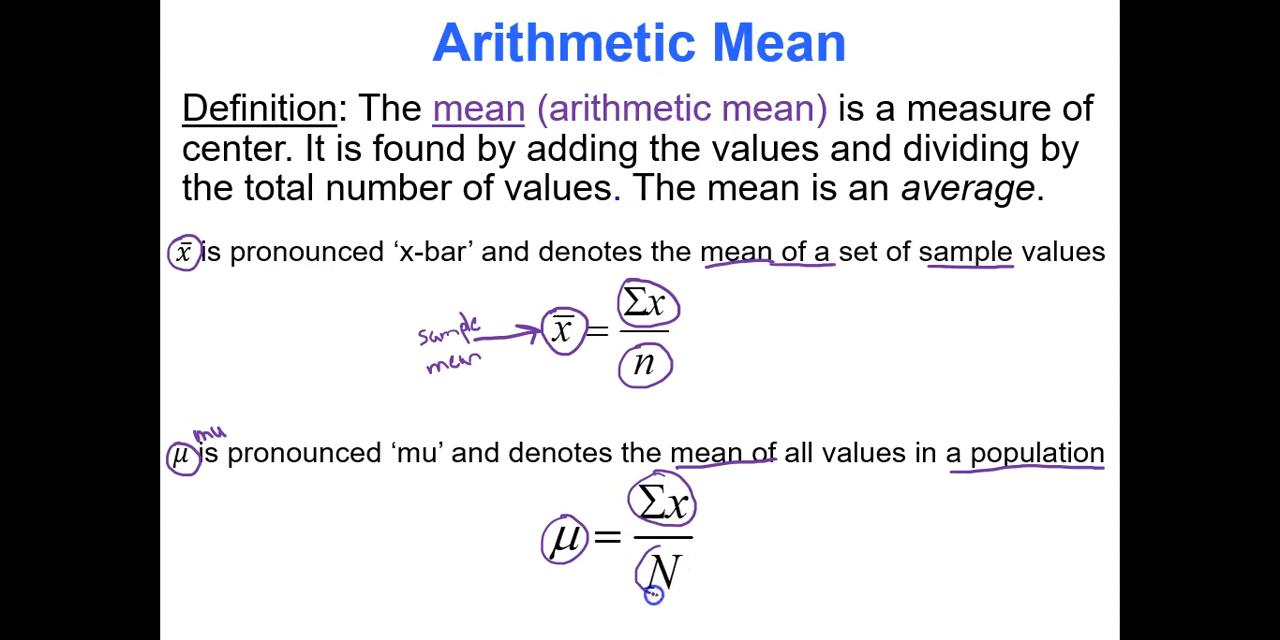 Arithmetic Mean
Definition: The mean (arithmetic mean) is a measure of
center. It is found by adding the values and dividing by
the total number of values. The mean is an average.
x̄ is pronounced ‘x-bar’ and denotes the mean of a set of sample values
sample mean
x̄ = Σx / n
mu
μ is pronounced ‘mu’ and denotes the mean of all values in a population
μ = Σx / N